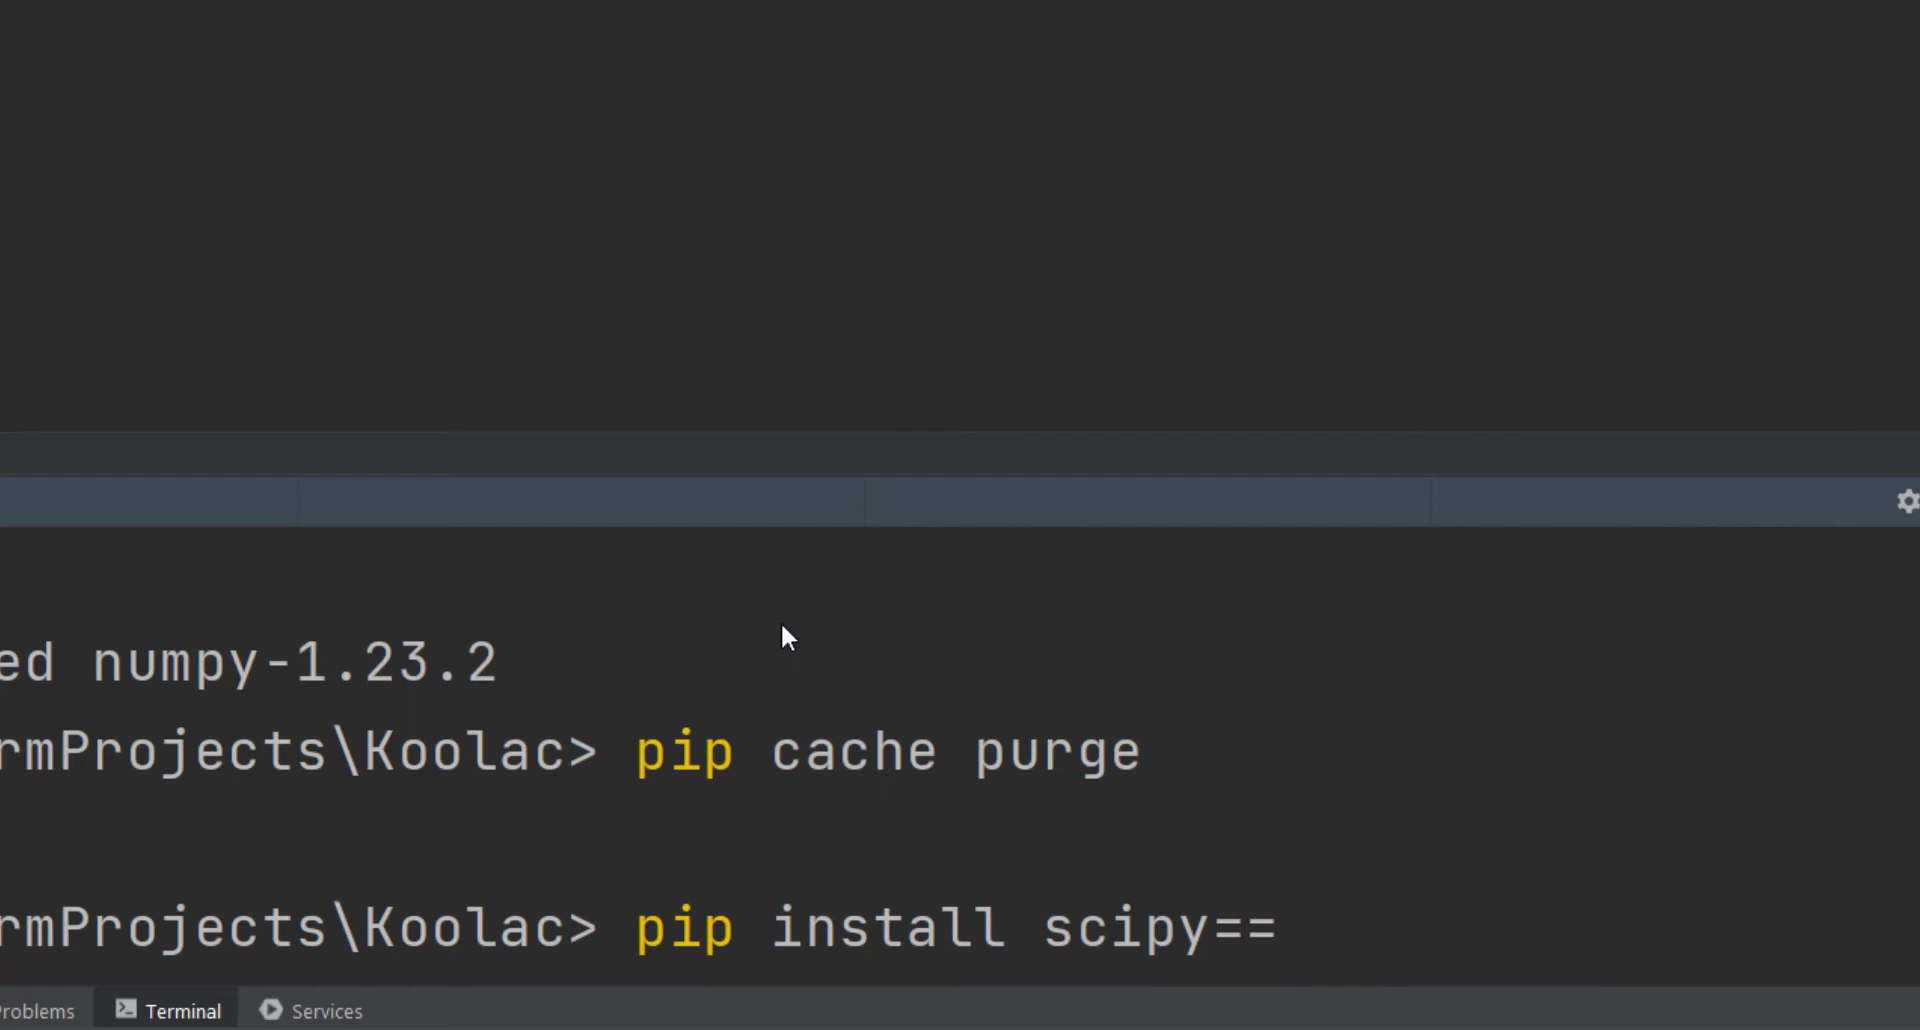 ed numpy-1.23.2
rmProjects\Koolac> pip cache purge
rmProjects\Koolac> pip install scipy==
Problems Terminal Services